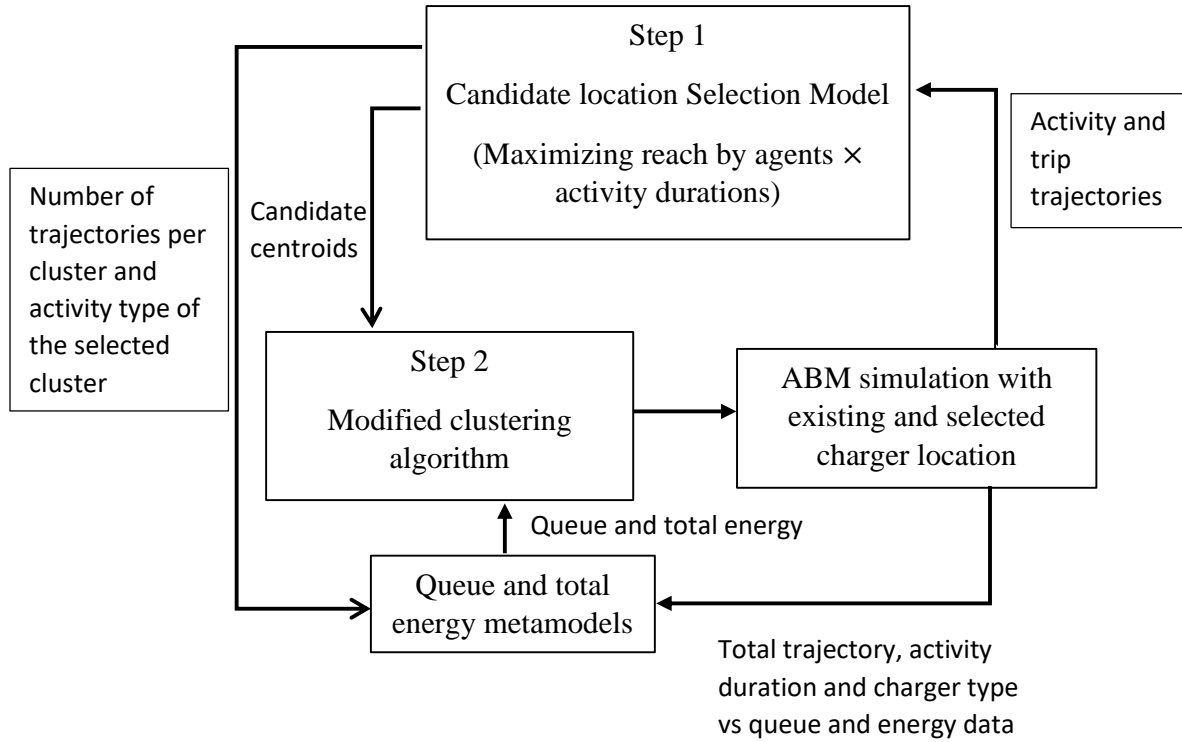 Step 1
Candidate location Selection Model
(Maximizing reach by agents ×
activity durations)
Activity and
trip
trajectories
Number of
trajectories per
cluster and
activity type of
the selected
cluster
Candidate
centroids
Step 2
Modified clustering
algorithm
ABM simulation with
existing and selected
charger location
Queue and total energy
Queue and total
energy metamodels
Total trajectory, activity
duration and charger type
vs queue and energy data